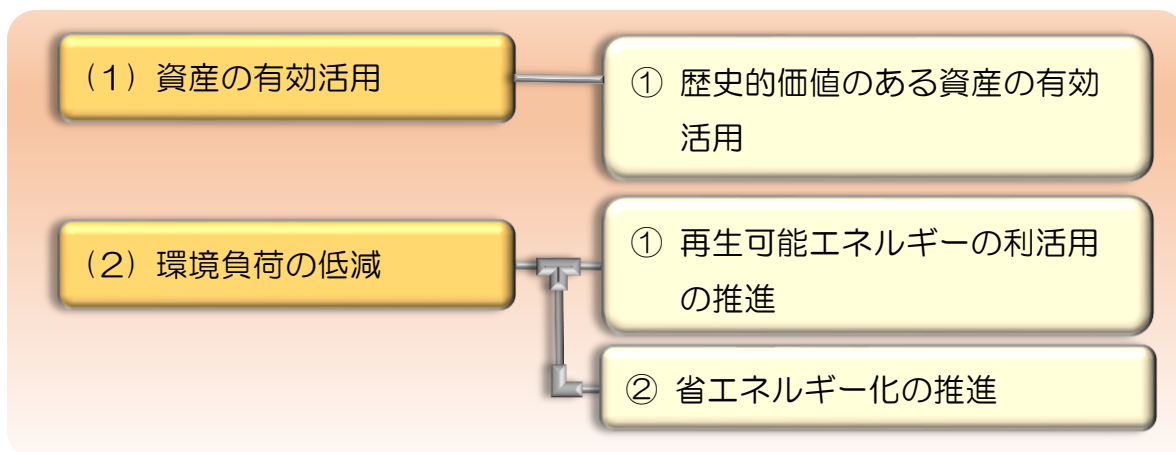 (1) 資産の有効活用
① 歴史的価値のある資産の有効
活用
(2) 環境負荷の低減
① 再生可能エネルギーの利活用
の推進
② 省エネルギー化の推進